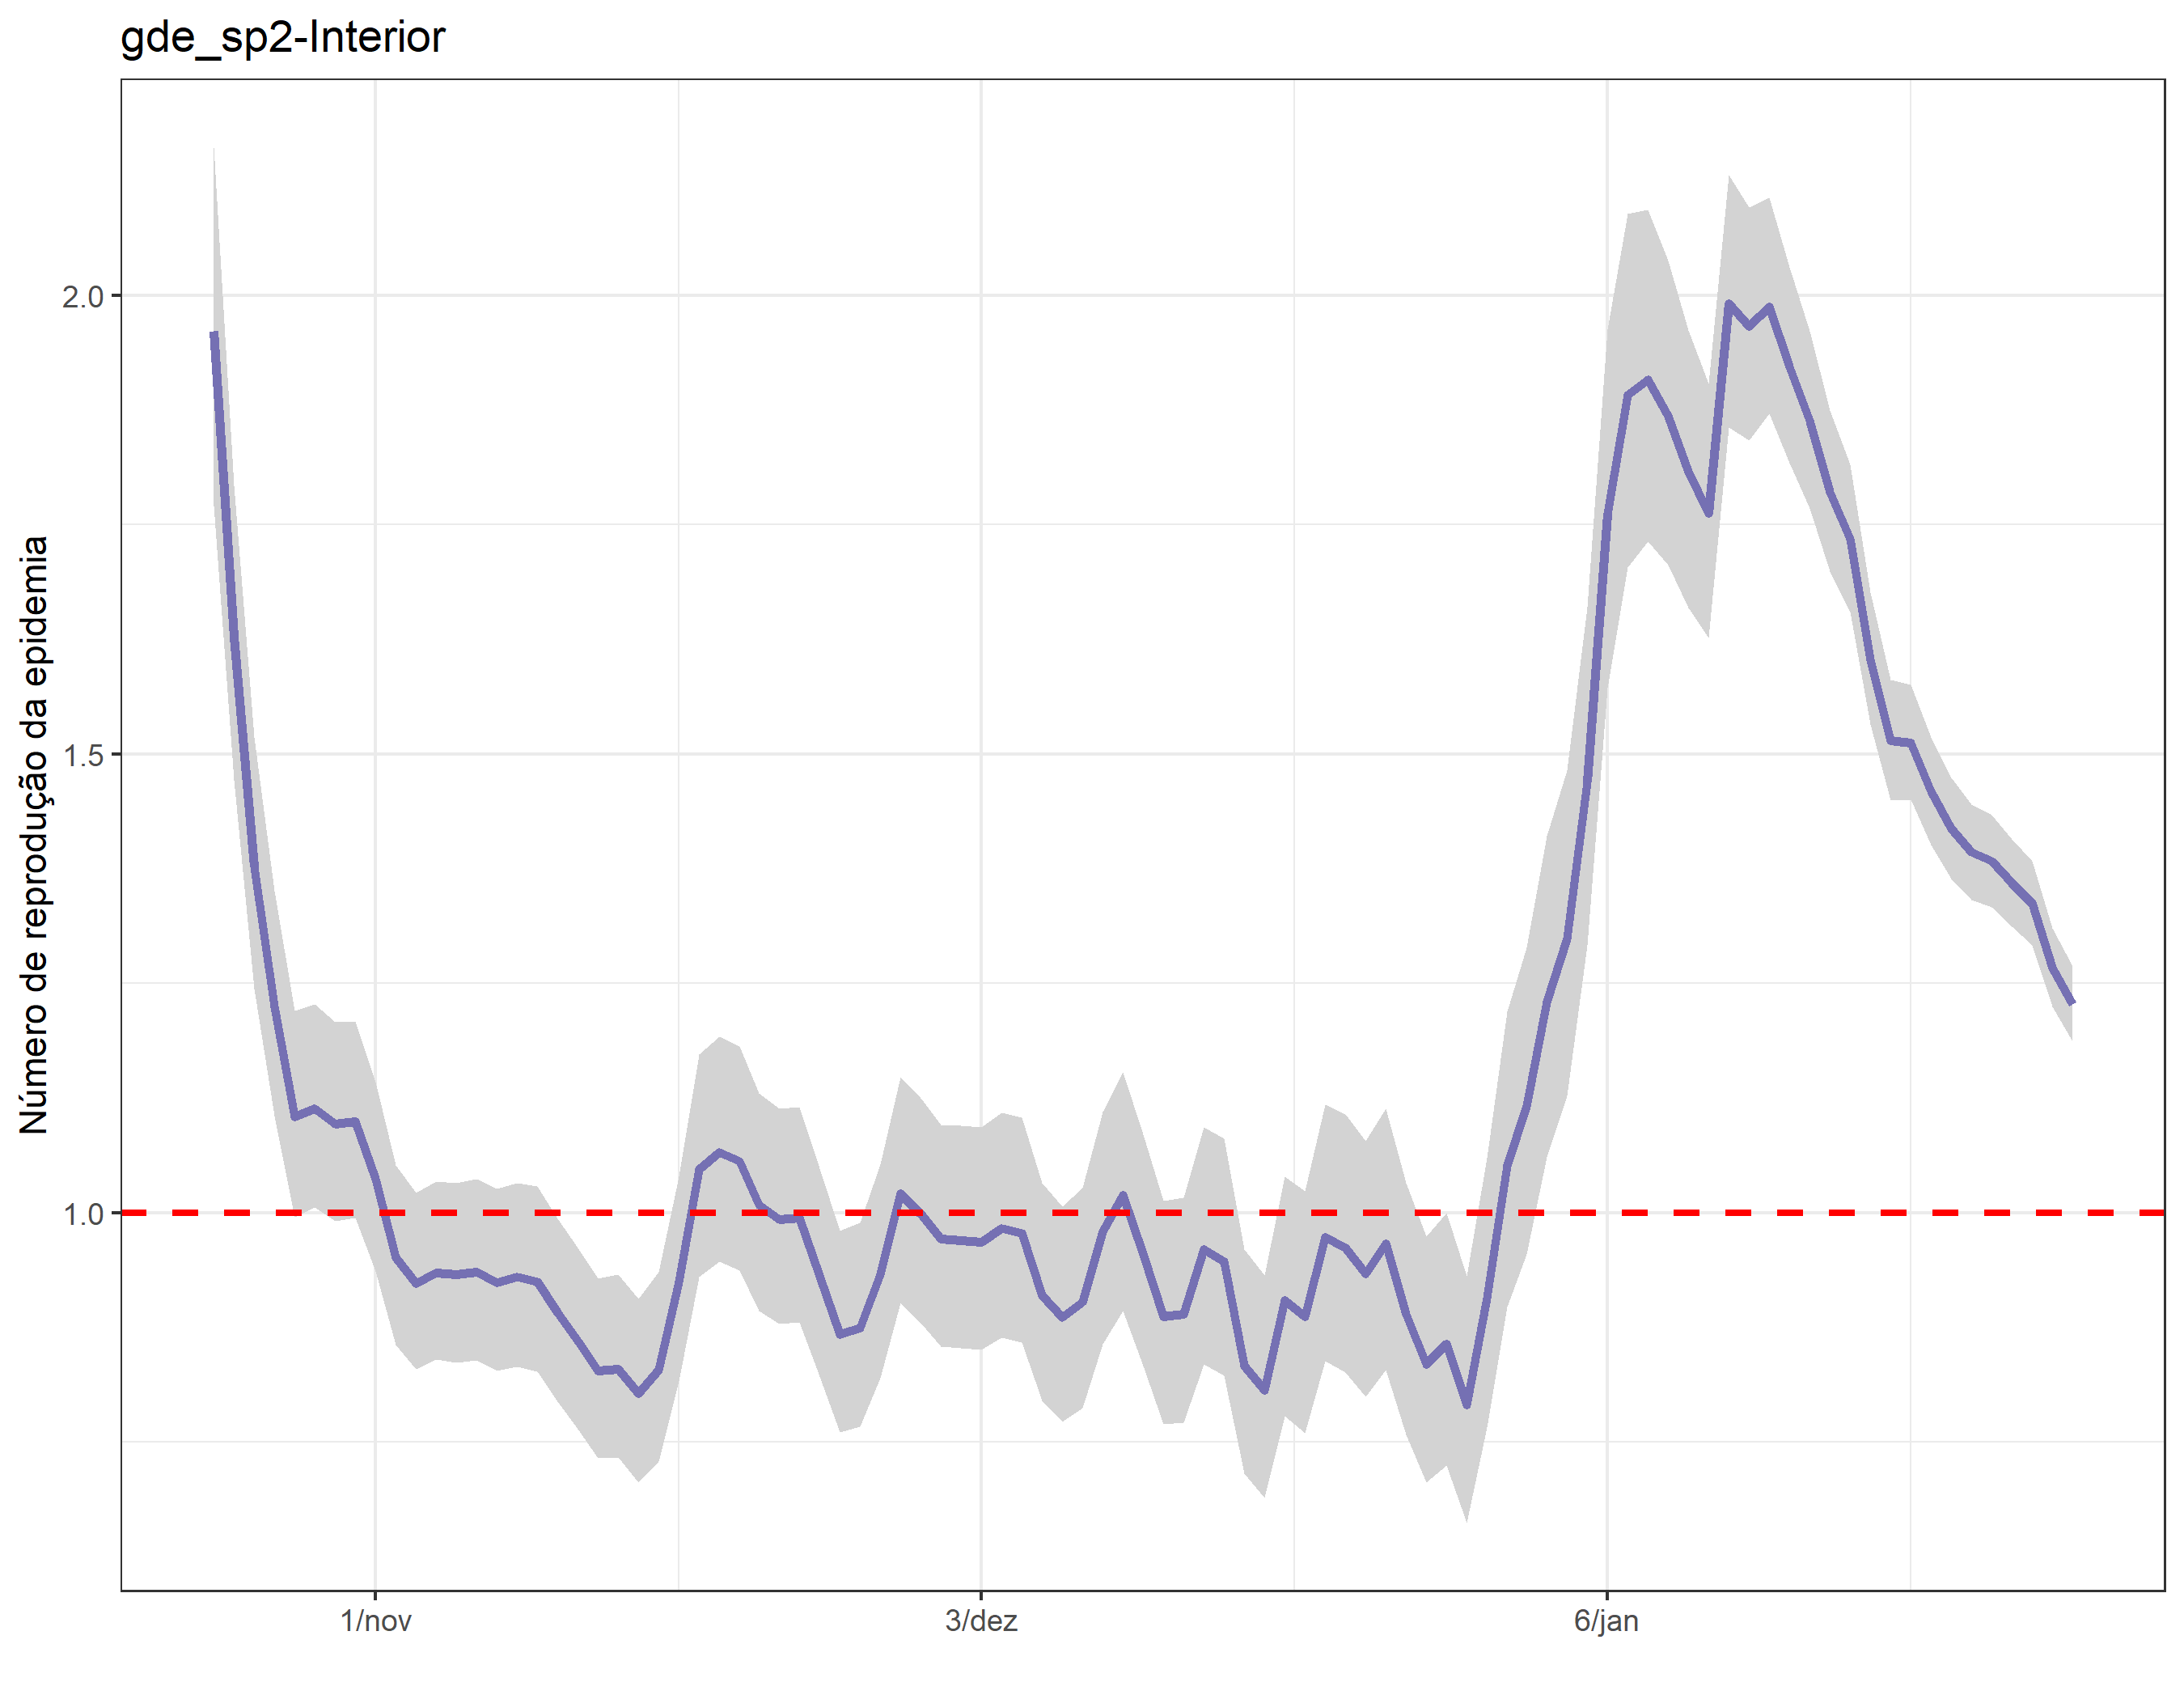 gde_sp2-Interior
Número de reprodução da epidemia
2.0
1.5
1.0
1/nov
3/dez
6/jan